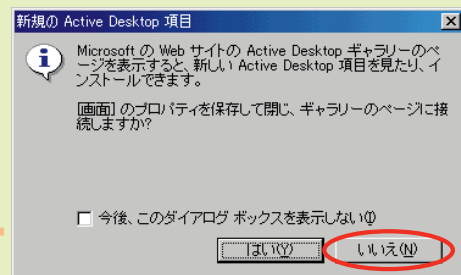 新規の Active Desktop 項目
Microsoft の Web サイトの Active Desktop ギャラリーのペ
ージを表示すると、新しい Active Desktop 項目を見たり、イ
ンストールできます。
[画面] のプロパティを保存して閉じ、ギャラリーのページに接
続しますか?
今後、このダイアログ ボックスを表示しない(I)
はい(Y)
いいえ(N)